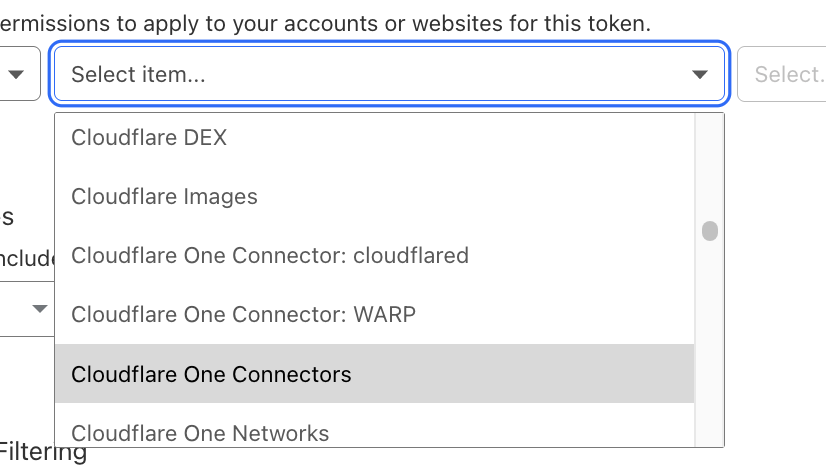 ermissions to apply to your accounts or websites for this token.
Select item...
Select.
Cloudflare DEX
Cloudflare Images
s
Cloudflare One Connector: cloudflared
nclude
Cloudflare One Connector: WARP
Cloudflare One Connectors
Cloudflare One Networks
Filtering